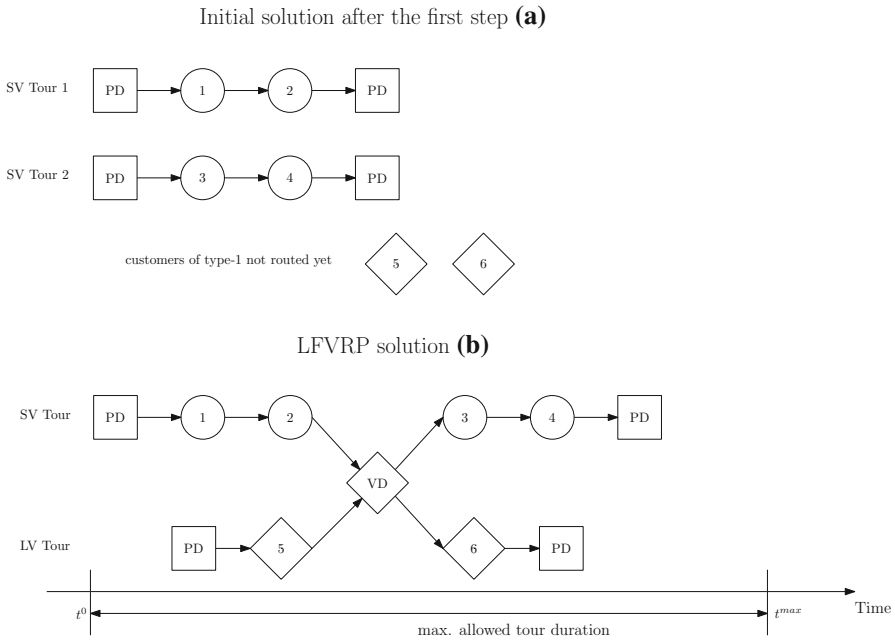 Initial solution after the first step (a)
SV Tour 1 PD 1 2 PD
SV Tour 2 PD 3 4 PD
customers of type-1 not routed yet 5 6
LFVRP solution (b)
SV Tour PD 1 2 3 4 PD
VD
LV Tour PD 5 6 PD
t^0 t^max Time
max. allowed tour duration